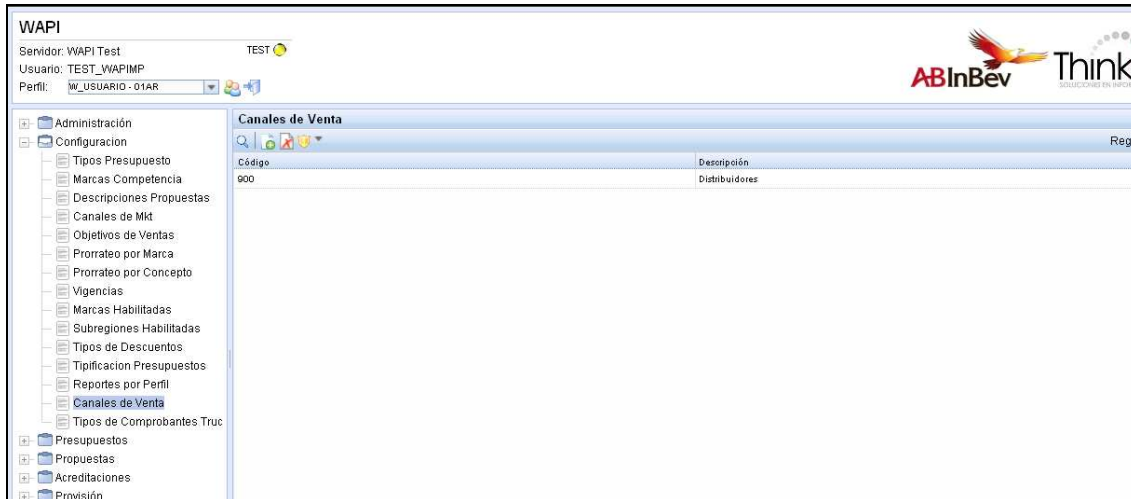 WAPI
Servidor: WAPI Test
TEST
Usuario: TEST_WAPIMP
Perfil: W_USUARIO - 01AR
ABInBev
Think
SOLUCIONES EN INFOR
Administración
Configuracion
Tipos Presupuesto
Marcas Competencia
Descripciones Propuestas
Canales de Mkt
Objetivos de Ventas
Prorrateo por Marca
Prorrateo por Concepto
Vigencias
Marcas Habilitadas
Subregiones Habilitadas
Tipos de Descuentos
Tipificacion Presupuestos
Reportes por Perfil
Canales de Venta
Tipos de Comprobantes Truc
Presupuestos
Propuestas
Acreditaciones
Provisión
Canales de Venta
Reg
Código Descripción
900 Distribuidores